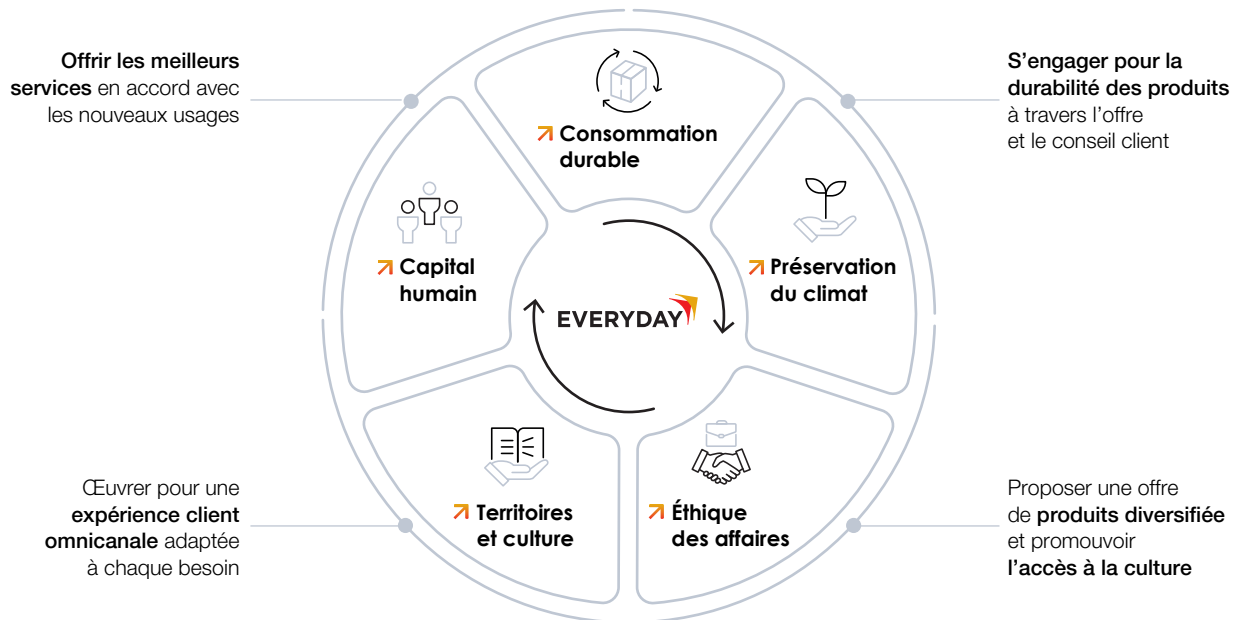 Offrir les meilleurs
services en accord avec
les nouveaux usages
S’engager pour la
durabilité des produits
à travers l’offre
et le conseil client
Consommation
durable
Capital
humain
Préservation
du climat
EVERYDAY
Territoires
et culture
Éthique
des affaires
Œuvrer pour une
expérience client
omnicanale adaptée
à chaque besoin
Proposer une offre
de produits diversifiée
et promouvoir
l’accès à la culture